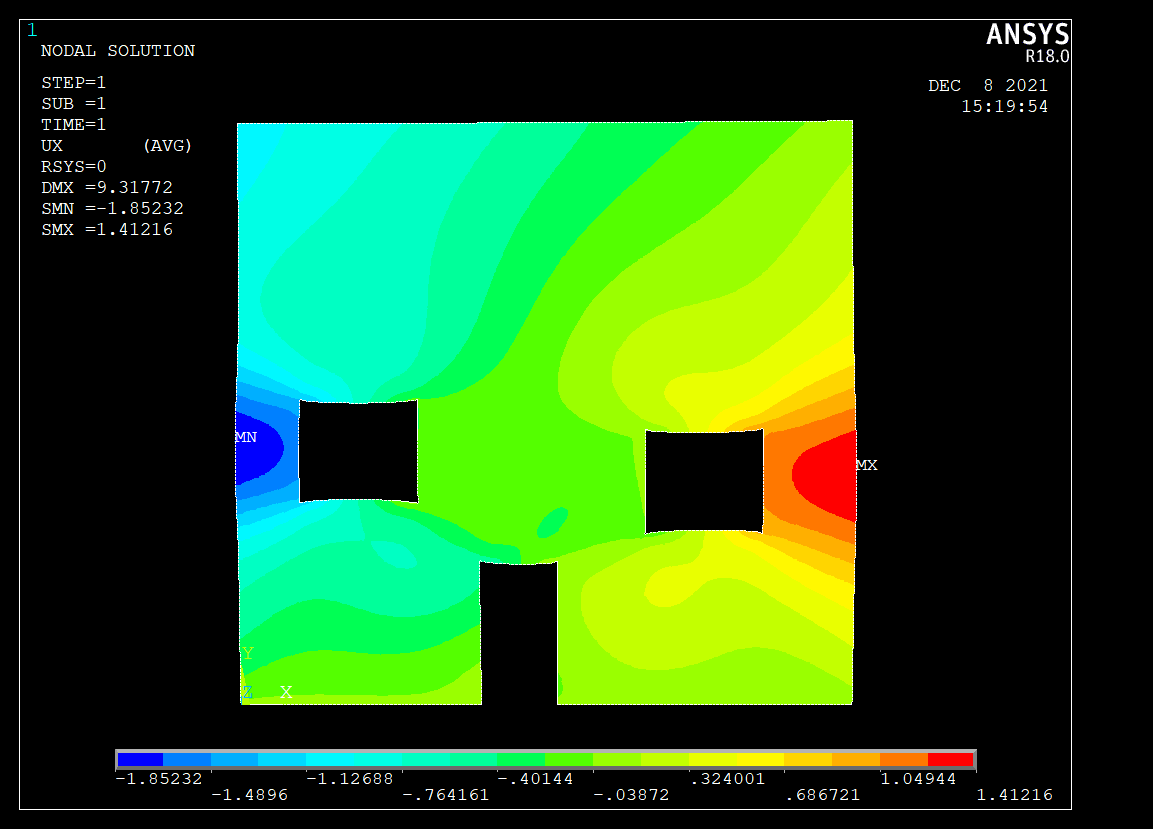 1
ANSYS
R18.0
NODAL SOLUTION
STEP=1
SUB =1
TIME=1
UX (AVG)
RSYS=0
DMX =9.31772
SMN =-1.85232
SMX =1.41216
DEC 8 2021
15:19:54
MN
MX
Y
Z X
-1.85232 -1.12688 -.40144 .324001 1.04944
-1.4896 -.764161 -.03872 .686721 1.41216